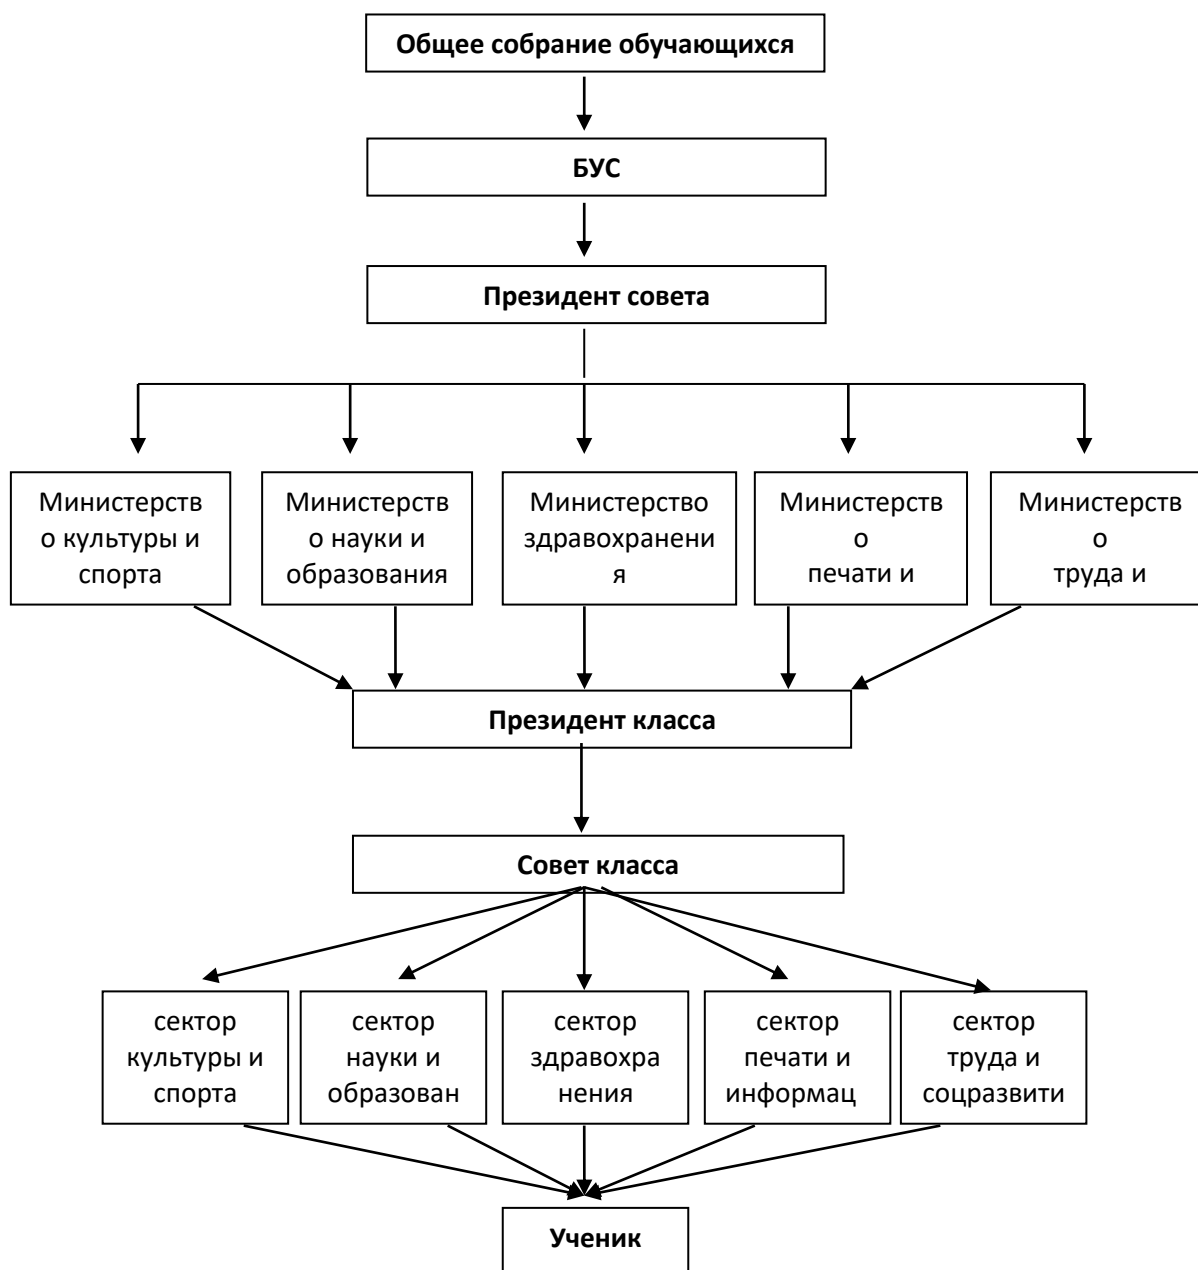 Общее собрание обучающихся
БУС
Президент совета
Министерств
о культуры и
спорта
Министерств
о науки и
образования
Министерство
здравохранени
я
Министерств
о
печати и
Министерств
о
труда и
Президент класса
Совет класса
сектор
культуры и
спорта
сектор
науки и
образован
сектор
здравохра
нения
сектор
печати и
информац
сектор
труда и
соцразвити
Ученик